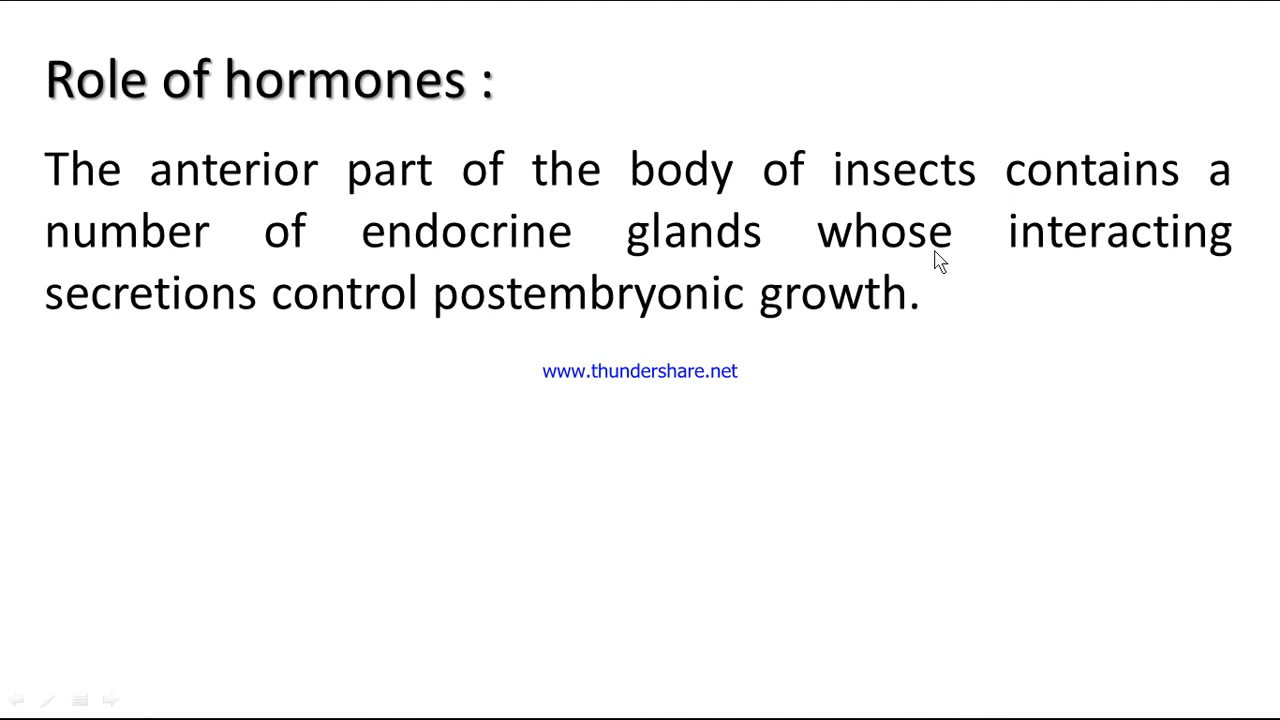 Role of hormones :
The anterior part of the body of insects contains a
number of endocrine glands whose interacting
secretions control postembryonic growth.
www.thundershare.net